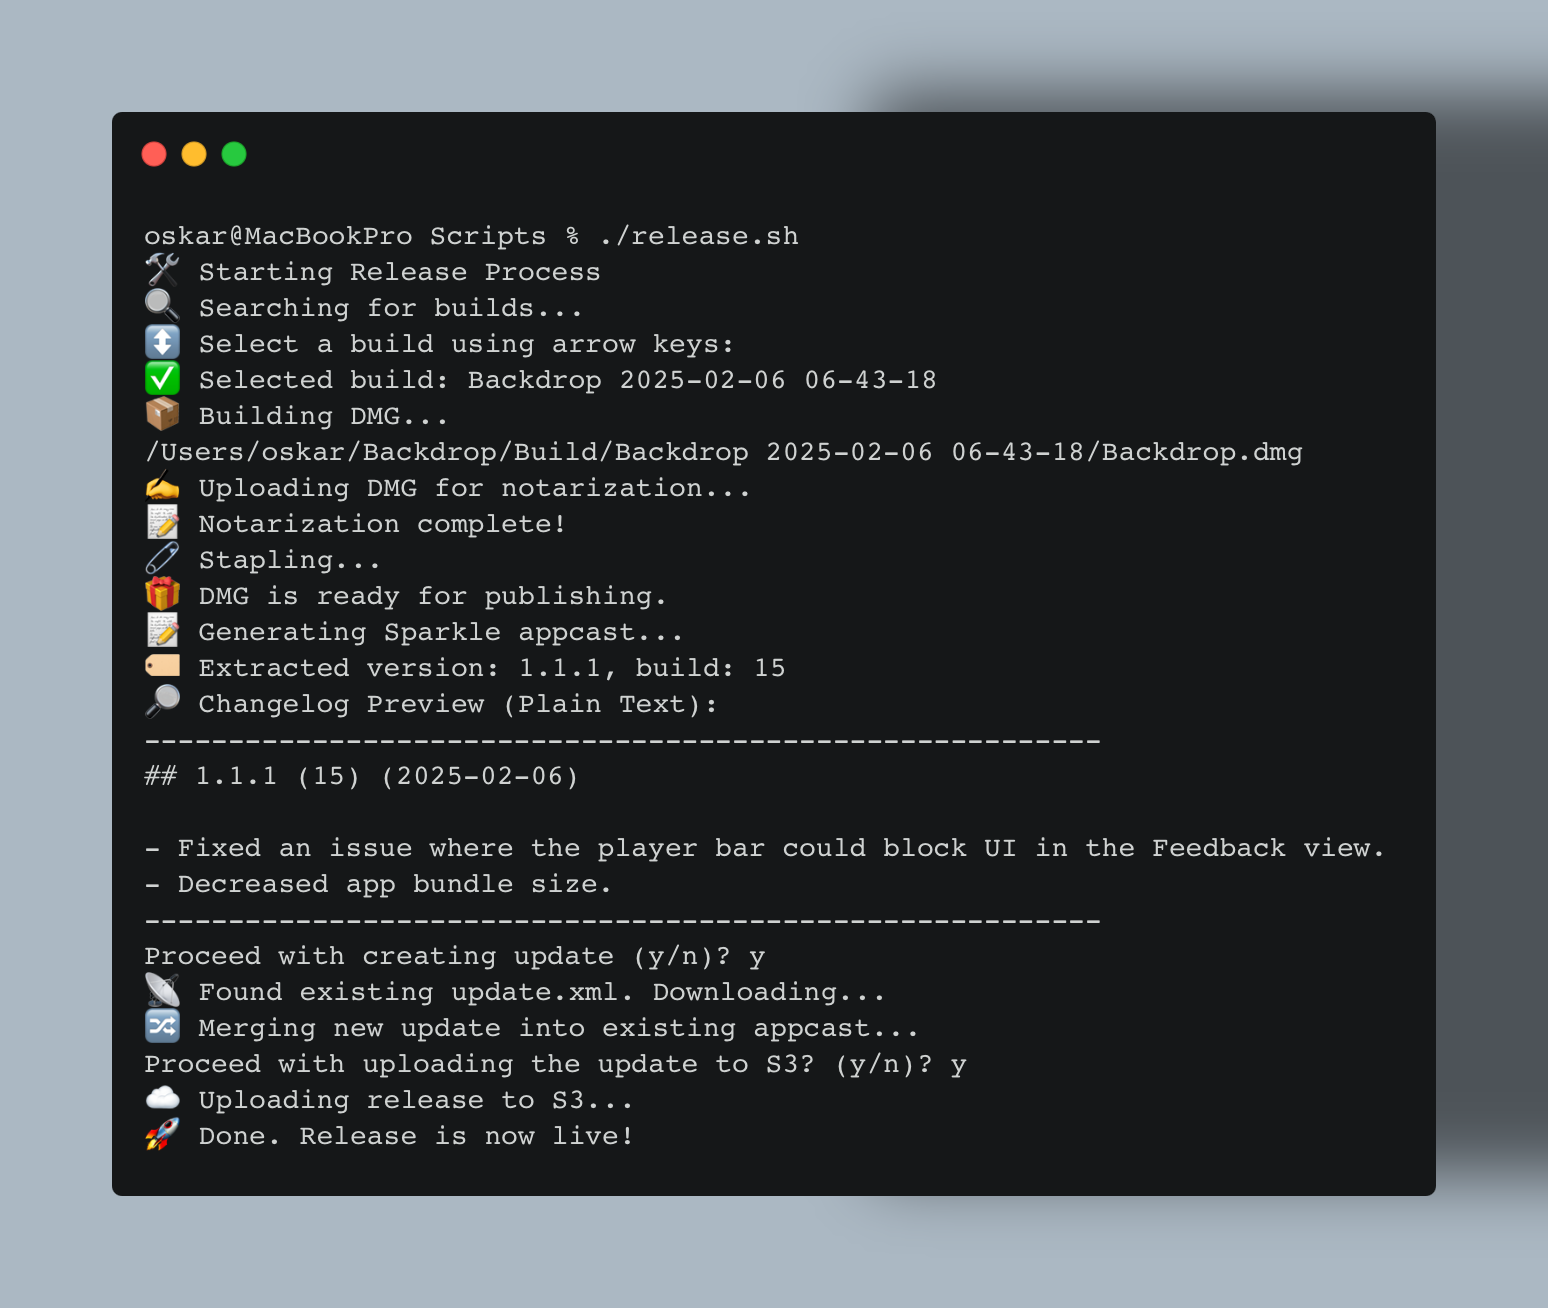 oskar@MacBookPro Scripts % ./release.sh
🛠️ Starting Release Process
🔍 Searching for builds...
↕️ Select a build using arrow keys:
✅ Selected build: Backdrop 2025-02-06 06-43-18
📦 Building DMG...
/Users/oskar/Backdrop/Build/Backdrop 2025-02-06 06-43-18/Backdrop.dmg
✍️ Uploading DMG for notarization...
📝 Notarization complete!
🧷 Stapling...
🎁 DMG is ready for publishing.
📝 Generating Sparkle appcast...
🏷️ Extracted version: 1.1.1, build: 15
🔎 Changelog Preview (Plain Text):
---------------------------------------------------------
## 1.1.1 (15) (2025-02-06)

- Fixed an issue where the player bar could block UI in the Feedback view.
- Decreased app bundle size.
---------------------------------------------------------
Proceed with creating update (y/n)? y
📡 Found existing update.xml. Downloading...
🔀 Merging new update into existing appcast...
Proceed with uploading the update to S3? (y/n)? y
☁️ Uploading release to S3...
🚀 Done. Release is now live!